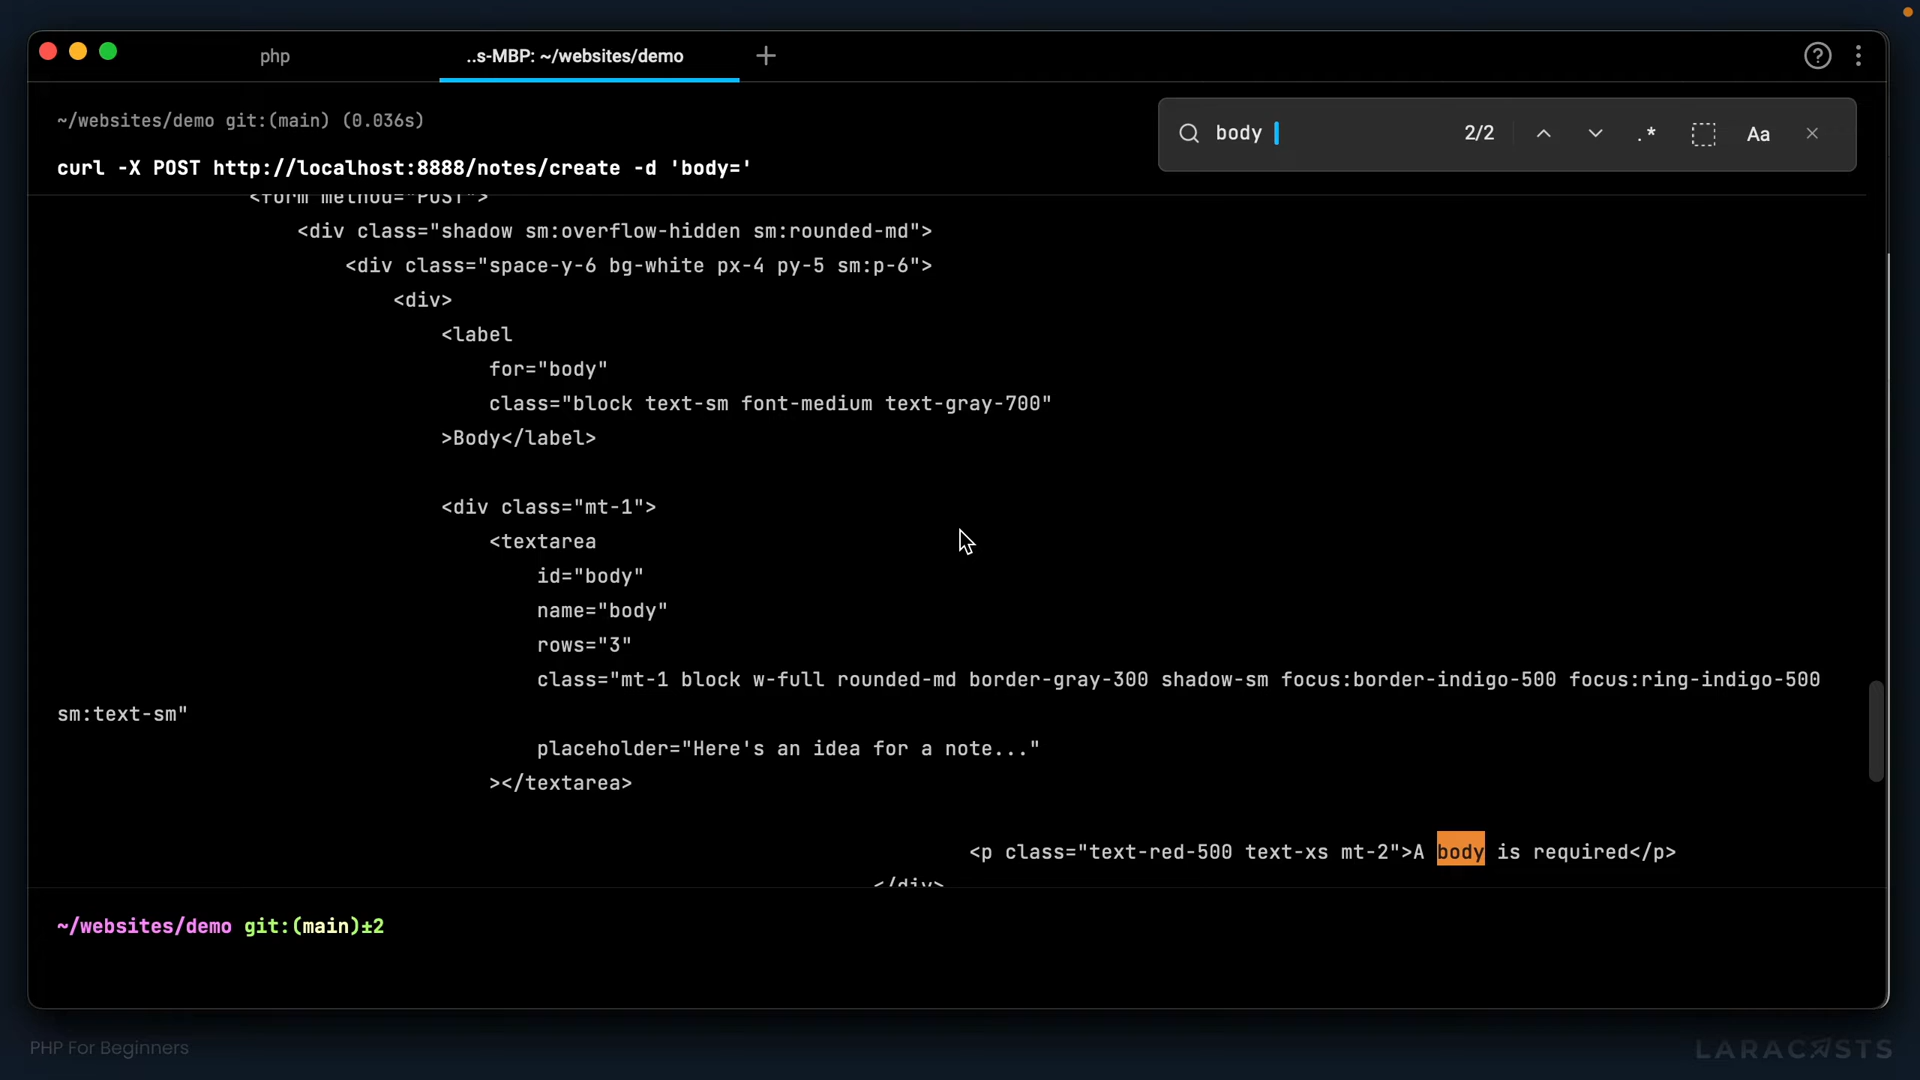 php
..s-MBP: ~/websites/demo
~/websites/demo git:(main) (0.036s)
curl -X POST http://localhost:8888/notes/create -d 'body='
body
2/2
.*
Aa
<form method="POST">
<div class="shadow sm:overflow-hidden sm:rounded-md">
<div class="space-y-6 bg-white px-4 py-5 sm:p-6">
<div>
<label
for="body"
class="block text-sm font-medium text-gray-700"
>Body</label>
<div class="mt-1">
<textarea
id="body"
name="body"
rows="3"
class="mt-1 block w-full rounded-md border-gray-300 shadow-sm focus:border-indigo-500 focus:ring-indigo-500
sm:text-sm"
placeholder="Here's an idea for a note..."
></textarea>
<p class="text-red-500 text-xs mt-2">A body is required</p>
</div>
~/websites/demo git:(main)±2
PHP For Beginners
LARACASTS